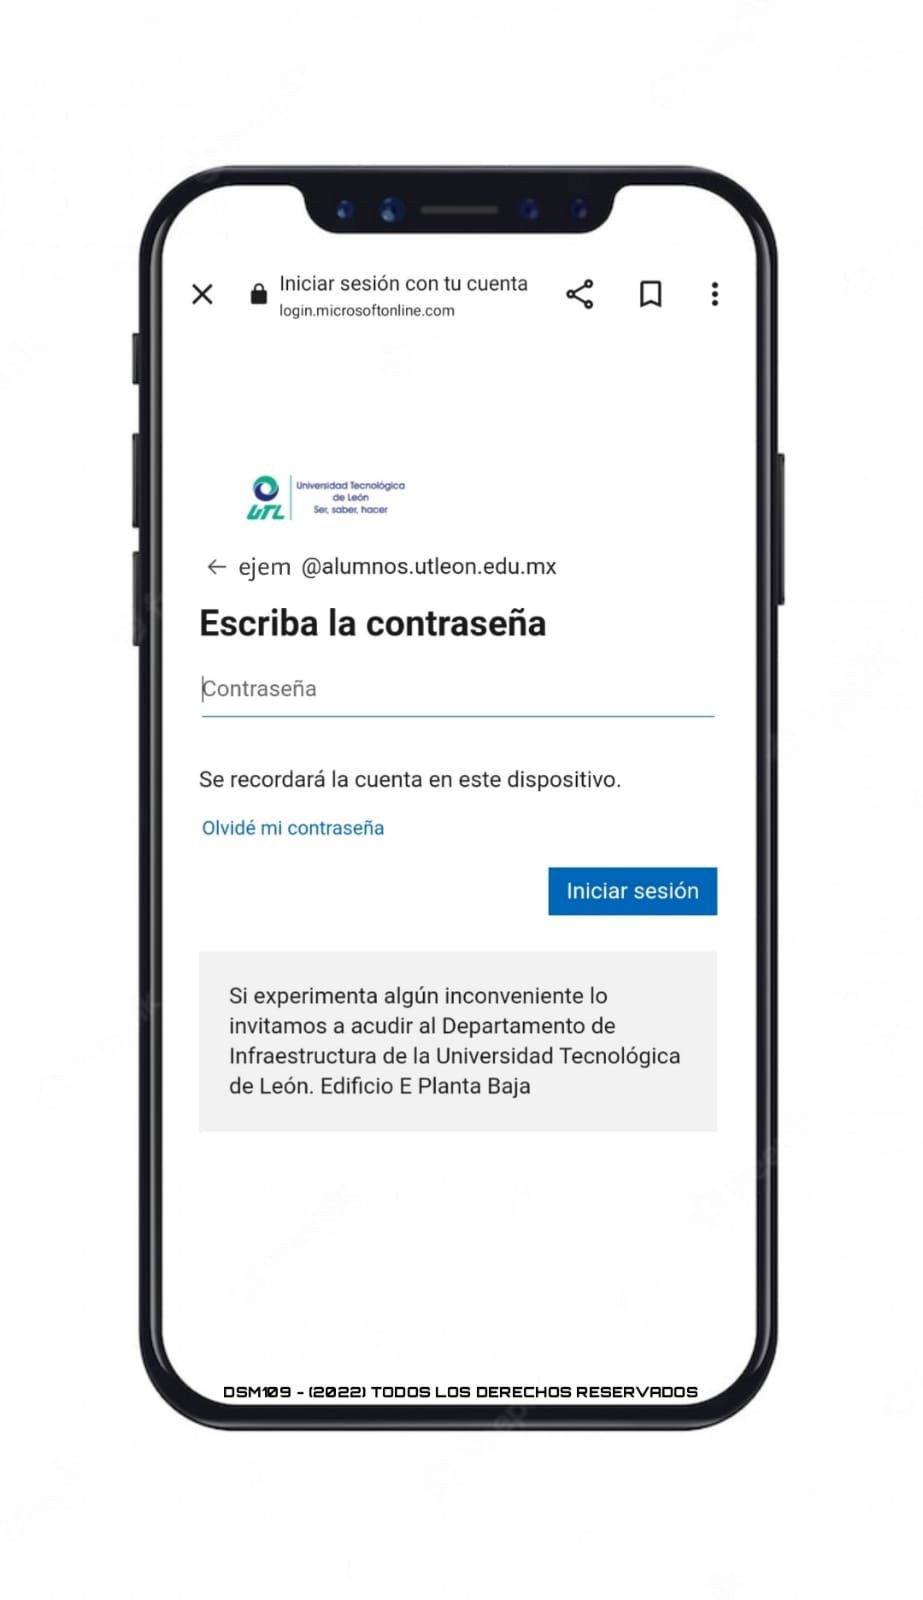 Iniciar sesión con tu cuenta
login.microsoftonline.com
UTL
Universidad Tecnológica
de León
Ser, saber, hacer
ejem @alumnos.utleon.edu.mx
Escriba la contraseña
Contraseña
Se recordará la cuenta en este dispositivo.
Olvidé mi contraseña
Iniciar sesión
Si experimenta algún inconveniente lo
invitamos a acudir al Departamento de
Infraestructura de la Universidad Tecnológica
de León. Edificio E Planta Baja
DSM109 - (2022) TODOS LOS DERECHOS RESERVADOS